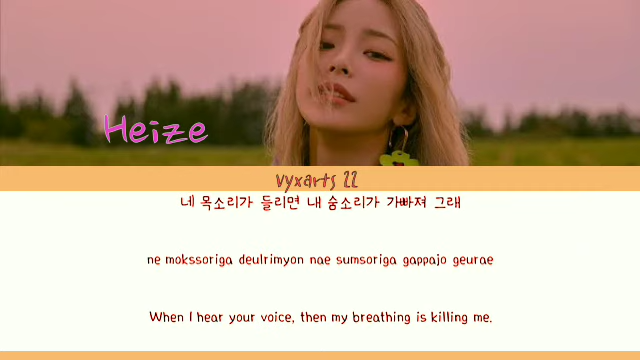 Heize
vyxarts 22
네 목소리가 들리면 내 숨소리가 가빠져 그래
ne mokssoriga deulrimyon nae sumsoriga gappajo geurae
When I hear your voice, then my breathing is killing me.